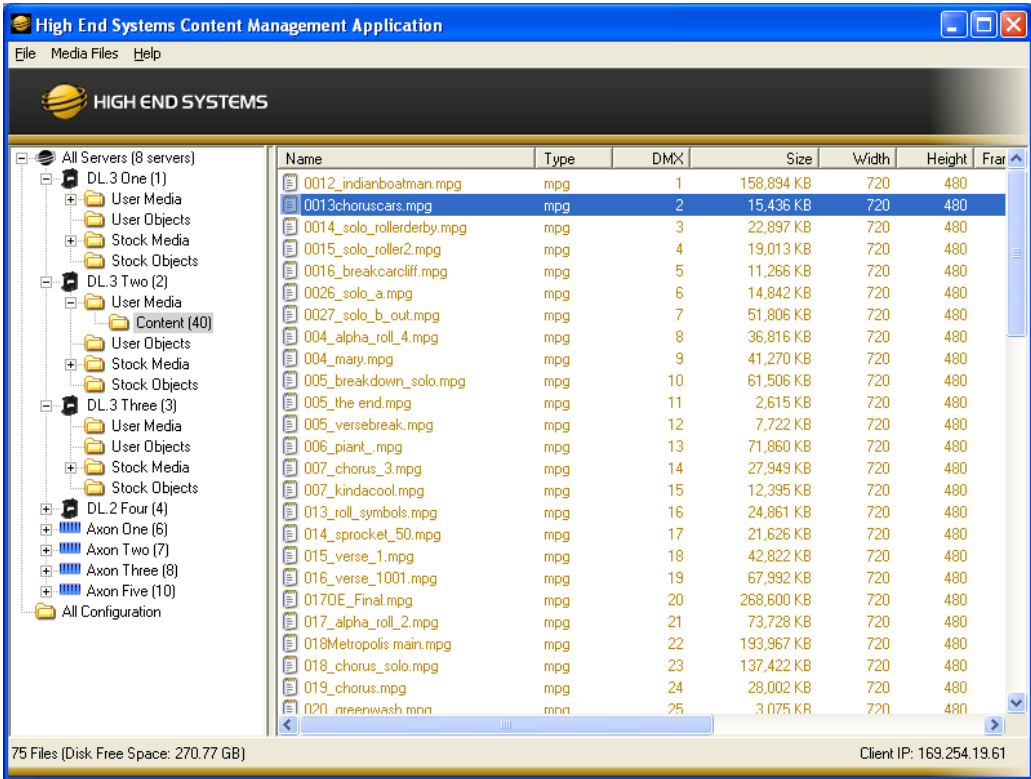 High End Systems Content Management Application
File Media Files Help
HIGH END SYSTEMS
All Servers (8 servers)
DL.3 One (1)
User Media
User Objects
Stock Media
Stock Objects
DL.3 Two (2)
User Media
Content (40)
User Objects
Stock Media
Stock Objects
DL.3 Three (3)
User Media
User Objects
Stock Media
Stock Objects
DL.2 Four (4)
Axon One (6)
Axon Two (7)
Axon Three (8)
Axon Five (10)
All Configuration
Name Type DMX Size Width Height Frar
0012_indianboatman.mpg mpg 1 158,894 KB 720 480
0013choruscars.mpg mpg 2 15,436 KB 720 480
0014_solo_rollerderby.mpg mpg 3 22,897 KB 720 480
0015_solo_roller2.mpg mpg 4 19,013 KB 720 480
0016_breakcarcliff.mpg mpg 5 11,266 KB 720 480
0026_solo_a.mpg mpg 6 14,842 KB 720 480
0027_solo_b_out.mpg mpg 7 51,806 KB 720 480
004_alpha_roll_4.mpg mpg 8 36,816 KB 720 480
004_mary.mpg mpg 9 41,270 KB 720 480
005_breakdown_solo.mpg mpg 10 61,506 KB 720 480
005_the end.mpg mpg 11 2,615 KB 720 480
005_versebreak.mpg mpg 12 7,722 KB 720 480
006_piant_.mpg mpg 13 71,860 KB 720 480
007_chorus_3.mpg mpg 14 27,949 KB 720 480
007_kindacool.mpg mpg 15 12,395 KB 720 480
013_roll_symbols.mpg mpg 16 24,861 KB 720 480
014_sprocket_50.mpg mpg 17 21,626 KB 720 480
015_verse_1.mpg mpg 18 42,822 KB 720 480
016_verse_1001.mpg mpg 19 67,992 KB 720 480
017OE_Final.mpg mpg 20 268,600 KB 720 480
017_alpha_roll_2.mpg mpg 21 73,728 KB 720 480
018Metropolis main.mpg mpg 22 193,967 KB 720 480
018_chorus_solo.mpg mpg 23 137,422 KB 720 480
019_chorus.mpg mpg 24 28,002 KB 720 480
020_greenwash.mpg mpg 25 3,075 KB 720 480
75 Files (Disk Free Space: 270.77 GB) Client IP: 169.254.19.61